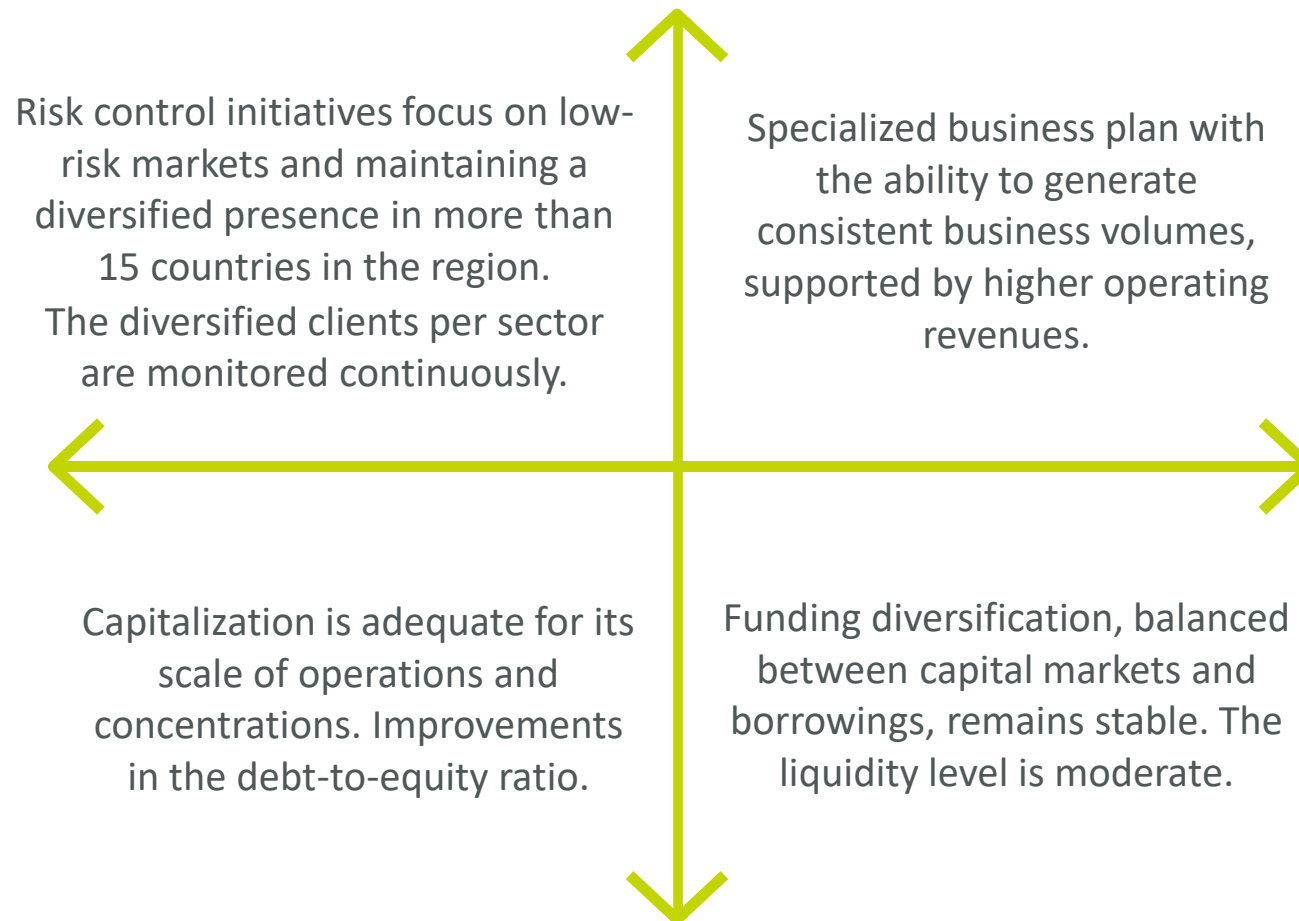 Risk control initiatives focus on low-
risk markets and maintaining a
diversified presence in more than
15 countries in the region.
The diversified clients per sector
are monitored continuously.
Specialized business plan with
the ability to generate
consistent business volumes,
supported by higher operating
revenues.
Capitalization is adequate for its
scale of operations and
concentrations. Improvements
in the debt-to-equity ratio.
Funding diversification, balanced
between capital markets and
borrowings, remains stable. The
liquidity level is moderate.